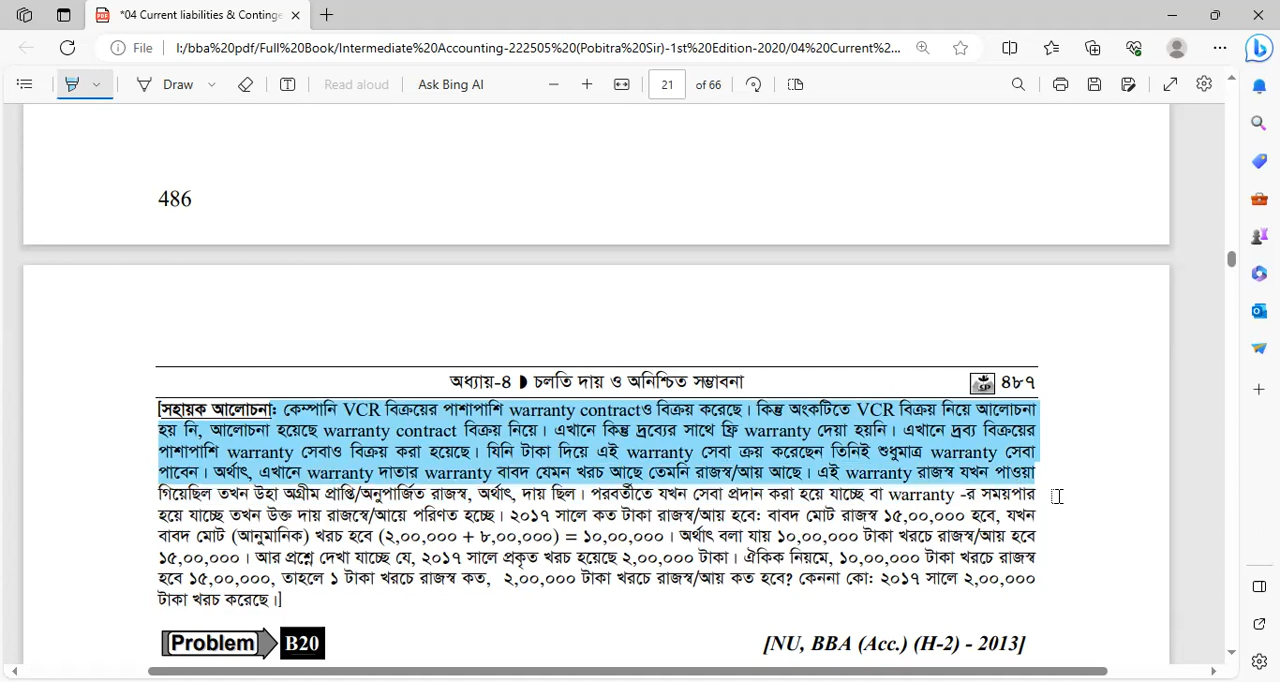 *04 Current liabilities & Continge
File
I:/bba%20pdf/Full%20Book/Intermediate%20Accounting-222505%20(Pobitra%20Sir)-1st%20Edition-2020/04%20Current%2...
Draw
Read aloud
Ask Bing AI
21 of 66
486
অধ্যায়-৪ ◗ চলতি দায় ও অনিশ্চিত সম্ভাবনা ৪৮৭
[সহায়ক আলোচনা: কোম্পানি VCR বিক্রয়ের পাশাপাশি warranty contractও বিক্রয় করেছে। কিন্তু অংকটিতে VCR বিক্রয় নিয়ে আলোচনা
হয় নি, আলোচনা হয়েছে warranty contract বিক্রয় নিয়ে। এখানে কিন্তু দ্রব্যের সাথে ফ্রি warranty দেয়া হয়নি। এখানে দ্রব্য বিক্রয়ের
পাশাপাশি warranty সেবাও বিক্রয় করা হয়েছে। যিনি টাকা দিয়ে এই warranty সেবা ক্রয় করেছেন তিনিই শুধুমাত্র warranty সেবা
পাবেন। অর্থাৎ, এখানে warranty দাতার warranty বাবদ যেমন খরচ আছে তেমনি রাজস্ব/আয় আছে। এই warranty রাজস্ব যখন পাওয়া
গিয়েছিল তখন উহা অগ্রীম প্রাপ্তি/অনুপার্জিত রাজস্ব, অর্থাৎ, দায় ছিল। পরবর্তীতে যখন সেবা প্রদান করা হয়ে যাচ্ছে বা warranty -র সময়পার
হয়ে যাচ্ছে তখন উক্ত দায় রাজস্বে/আয়ে পরিণত হচ্ছে। ২০১৭ সালে কত টাকা রাজস্ব/আয় হবে: বাবদ মোট রাজস্ব ১৫,০০,০০০ হবে, যখন
বাবদ মোট (আনুমানিক) খরচ হবে (২,০০,০০০ + ৮,০০,০০০) = ১০,০০,০০০। অর্থাৎ বলা যায় ১০,০০,০০০ টাকা খরচে রাজস্ব/আয় হবে
১৫,০০,০০০। আর প্রশ্নে দেখা যাচ্ছে যে, ২০১৭ সালে প্রকৃত খরচ হয়েছে ২,০০,০০০ টাকা। ঐকিক নিয়মে, ১০,০০,০০০ টাকা খরচে রাজস্ব
হবে ১৫,০০,০০০, তাহলে ১ টাকা খরচে রাজস্ব কত, ২,০০,০০০ টাকা খরচে রাজস্ব/আয় কত হবে? কেননা কো: ২০১৭ সালে ২,০০,০০০
টাকা খরচ করেছে।]
Problem B20 [NU, BBA (Acc.) (H-2) - 2013]